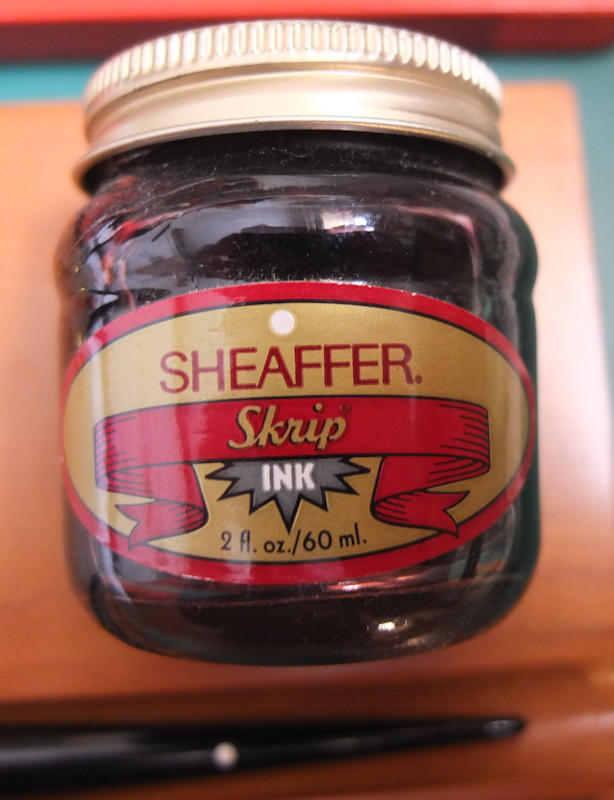 SHEAFFER®
Skrip®
INK
2 fl. oz./60 ml.